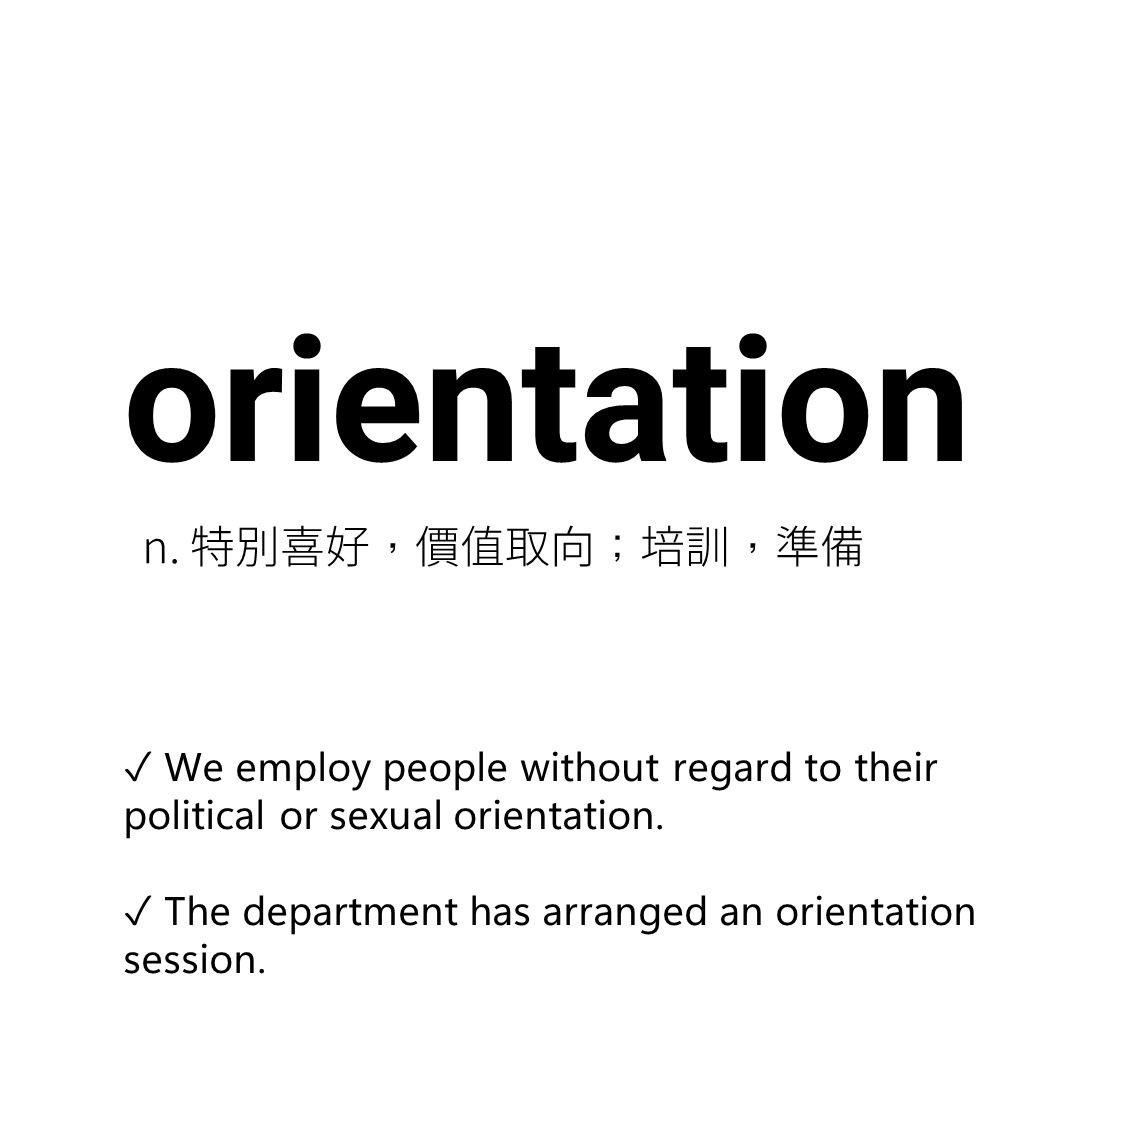 orientation
n. 特別喜好，價值取向；培訓，準備
✓ We employ people without regard to their
political or sexual orientation.
✓ The department has arranged an orientation
session.